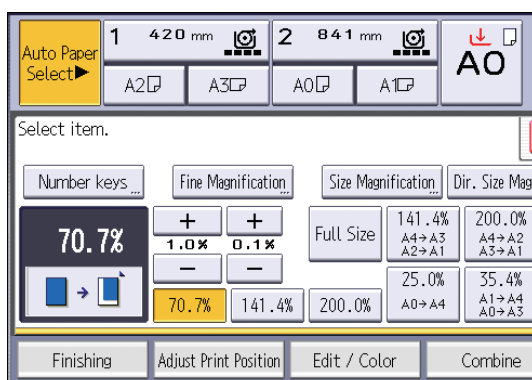 Auto Paper
Select▶
1 420 mm
2 841 mm
A2
A3
A0
A1
A0
Select item.
Number keys
Fine Magnification
Size Magnification
Dir. Size Mag
70.7%
+
+
1.0%
0.1%
−
−
Full Size
141.4%
A4→A3
A2→A1
200.0%
A4→A2
A3→A1
25.0%
A0→A4
35.4%
A1→A4
A0→A3
70.7%
141.4%
200.0%
Finishing
Adjust Print Position
Edit / Color
Combine